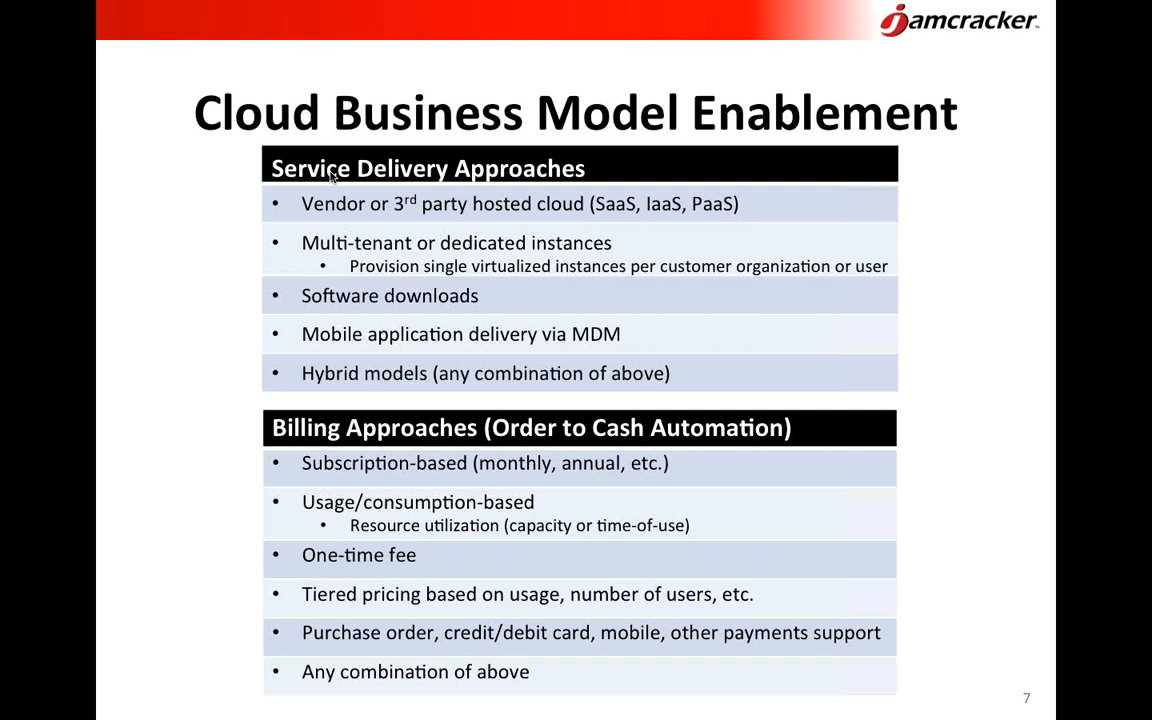 jamcracker
Cloud Business Model Enablement
Service Delivery Approaches
• Vendor or 3rd party hosted cloud (SaaS, IaaS, PaaS)
• Multi-tenant or dedicated instances
• Provision single virtualized instances per customer organization or user
• Software downloads
• Mobile application delivery via MDM
• Hybrid models (any combination of above)
Billing Approaches (Order to Cash Automation)
• Subscription-based (monthly, annual, etc.)
• Usage/consumption-based
• Resource utilization (capacity or time-of-use)
• One-time fee
• Tiered pricing based on usage, number of users, etc.
• Purchase order, credit/debit card, mobile, other payments support
• Any combination of above
7